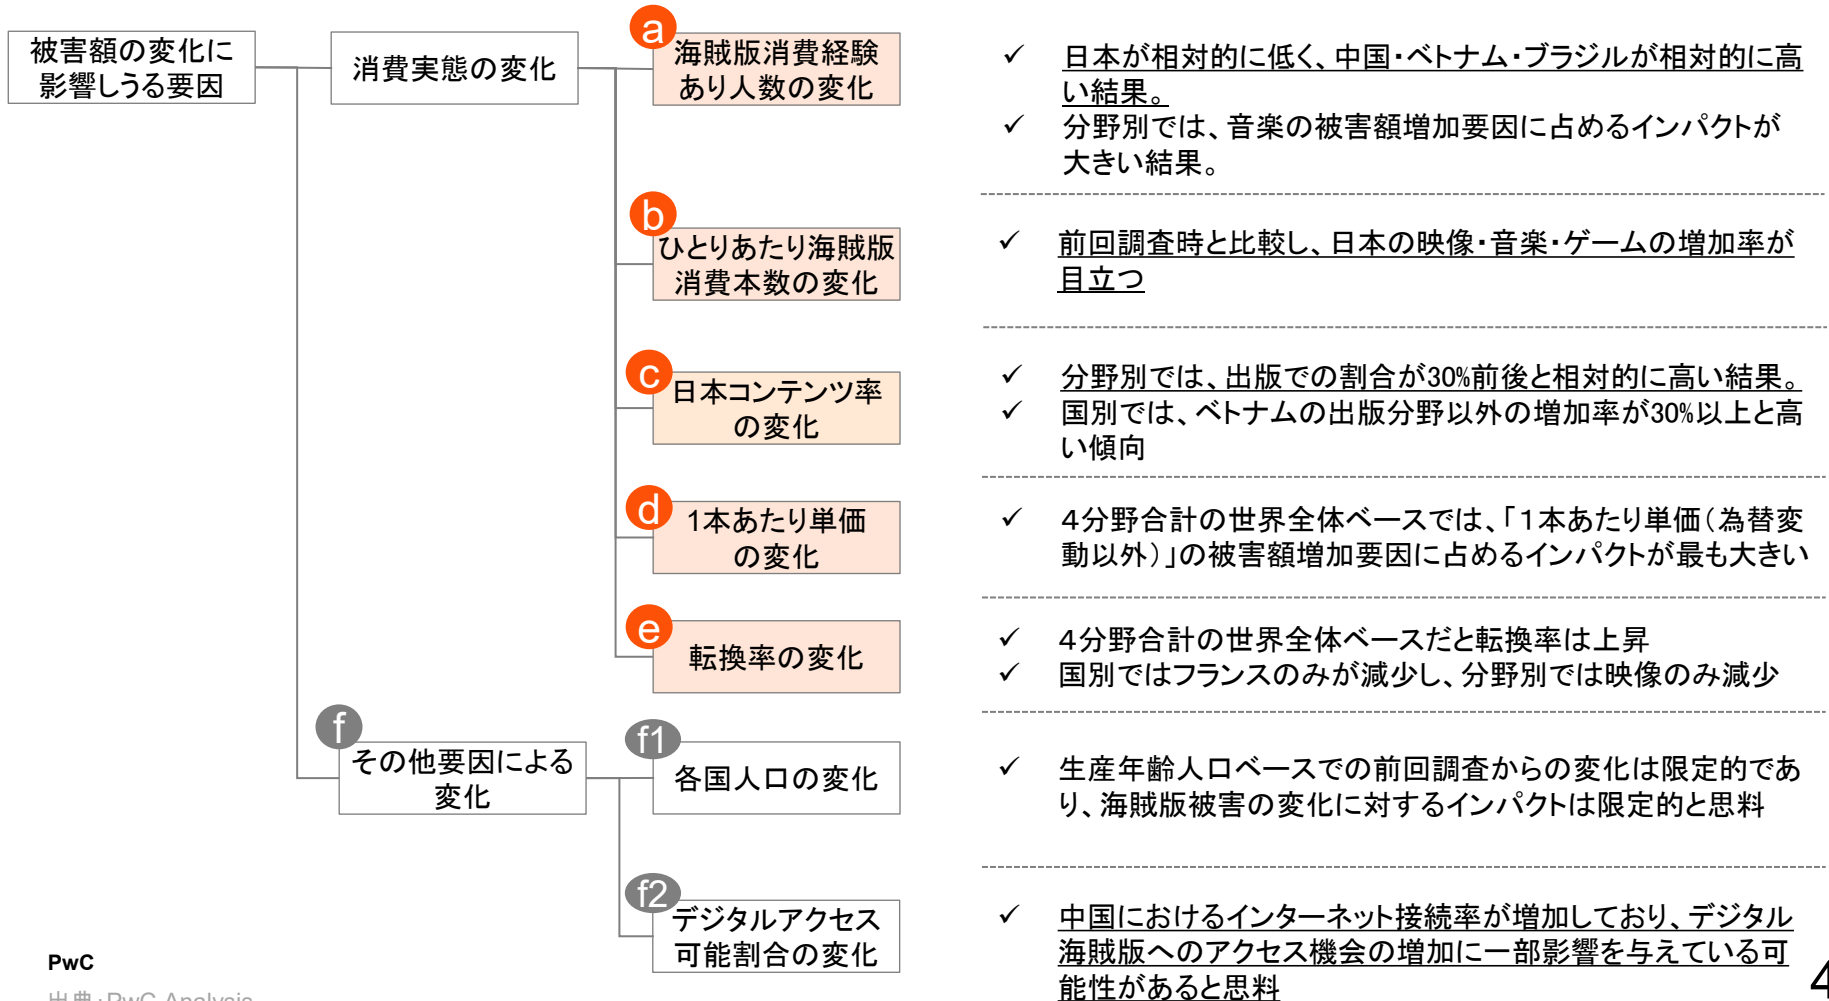 被害額の変化に
影響しうる要因
消費実態の変化
a
海賊版消費経験
あり人数の変化
✓ 日本が相対的に低く、中国・ベトナム・ブラジルが相対的に高
い結果。
✓ 分野別では、音楽の被害額増加要因に占めるインパクトが
大きい結果。
b
ひとりあたり海賊版
消費本数の変化
✓ 前回調査時と比較し、日本の映像・音楽・ゲームの増加率が
目立つ
c
日本コンテンツ率
の変化
✓ 分野別では、出版での割合が30%前後と相対的に高い結果。
✓ 国別では、ベトナムの出版分野以外の増加率が30%以上と高
い傾向
d
1本あたり単価
の変化
✓ 4分野合計の世界全体ベースでは、「1本あたり単価（為替変
動以外）」の被害額増加要因に占めるインパクトが最も大きい
e
転換率の変化
✓ 4分野合計の世界全体ベースだと転換率は上昇
✓ 国別ではフランスのみが減少し、分野別では映像のみ減少
f
その他要因による
変化
f1
各国人口の変化
✓ 生産年齢人口ベースでの前回調査からの変化は限定的であ
り、海賊版被害の変化に対するインパクトは限定的と思料
f2
デジタルアクセス
可能割合の変化
✓ 中国におけるインターネット接続率が増加しており、デジタル
海賊版へのアクセス機会の増加に一部影響を与えている可
能性があると思料
PwC
出典：PwC Analysis